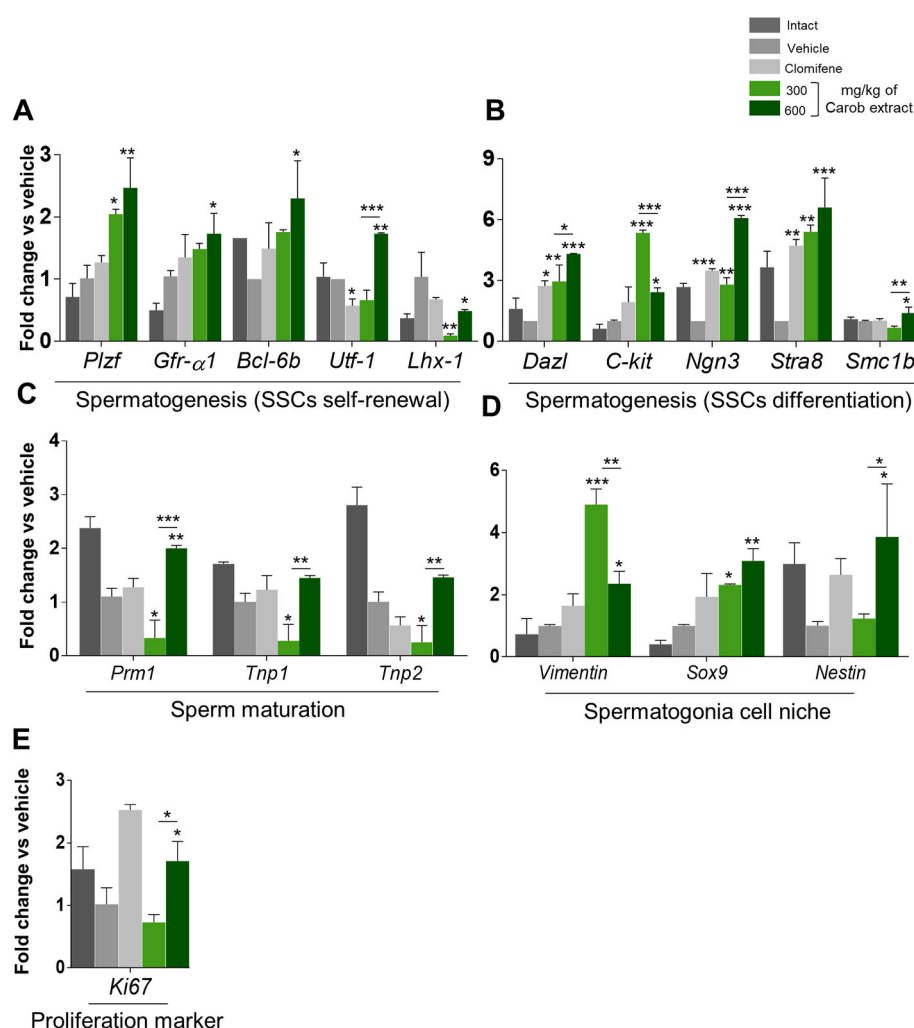 Intact
Vehicle
Clomifene
300 mg/kg of
600 Carob extract
A
Fold change vs vehicle
3
2
1
0
* ** * * * *** ** ** *
Plzf Gfr-α1 Bcl-6b Utf-1 Lhx-1
Spermatogenesis (SSCs self-renewal)
B
9
6
3
0
* ** * *** *** *** * *** ** *** *** ** ** *** ** *
Dazl C-kit Ngn3 Stra8 Smc1b
Spermatogenesis (SSCs differentiation)
C
Fold change vs vehicle
4
3
2
1
0
* *** ** * ** * **
Prm1 Tnp1 Tnp2
Sperm maturation
D
6
4
2
0
*** ** * * ** * *
Vimentin Sox9 Nestin
Spermatogonia cell niche
E
Fold change vs vehicle
3
2
1
0
* *
Ki67
Proliferation marker